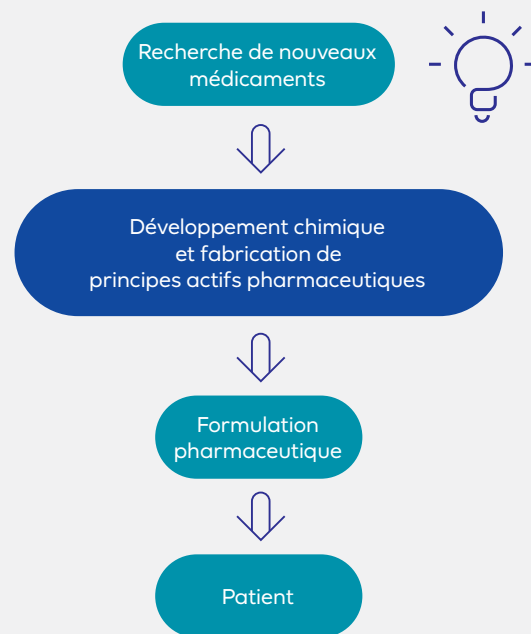 Recherche de nouveaux
médicaments
Développement chimique
et fabrication de
principes actifs pharmaceutiques
Formulation
pharmaceutique
Patient